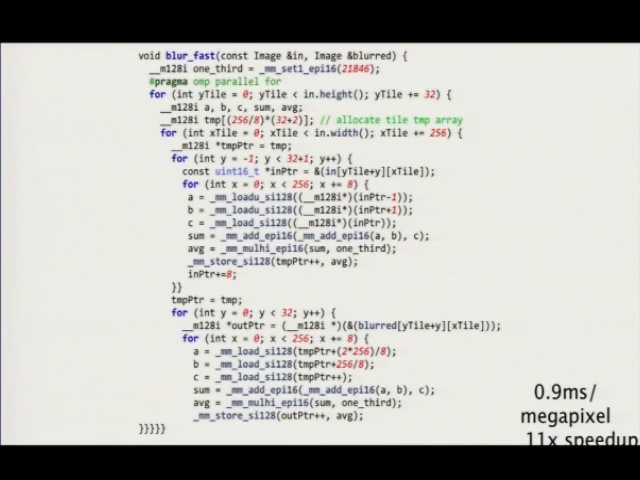 void blur_fast(const Image &in, Image &blurred) {
__m128i one_third = _mm_set1_epi16(21846);
#pragma omp parallel for
for (int yTile = 0; yTile < in.height(); yTile += 32) {
__m128i a, b, c, sum, avg;
__m128i tmp[(256/8)*(32+2)]; // allocate tile tmp array
for (int xTile = 0; xTile < in.width(); xTile += 256) {
__m128i *tmpPtr = tmp;
for (int y = -1; y < 32+1; y++) {
const uint16_t *inPtr = &(in[yTile+y][xTile]);
for (int x = 0; x < 256; x += 8) {
a = _mm_loadu_si128((__m128i*)(inPtr-1));
b = _mm_loadu_si128((__m128i*)(inPtr+1));
c = _mm_load_si128((__m128i*)(inPtr));
sum = _mm_add_epi16(_mm_add_epi16(a, b), c);
avg = _mm_mulhi_epi16(sum, one_third);
_mm_store_si128(tmpPtr++, avg);
inPtr+=8;
}}
tmpPtr = tmp;
for (int y = 0; y < 32; y++) {
__m128i *outPtr = (__m128i *)(&(blurred[yTile+y][xTile]));
for (int x = 0; x < 256; x += 8) {
a = _mm_load_si128(tmpPtr+(2*256)/8);
b = _mm_load_si128(tmpPtr+256/8);
c = _mm_load_si128(tmpPtr++);
sum = _mm_add_epi16(_mm_add_epi16(a, b), c);
avg = _mm_mulhi_epi16(sum, one_third);
_mm_store_si128(outPtr++, avg);
}}}}}
0.9ms/
megapixel
11x speedup